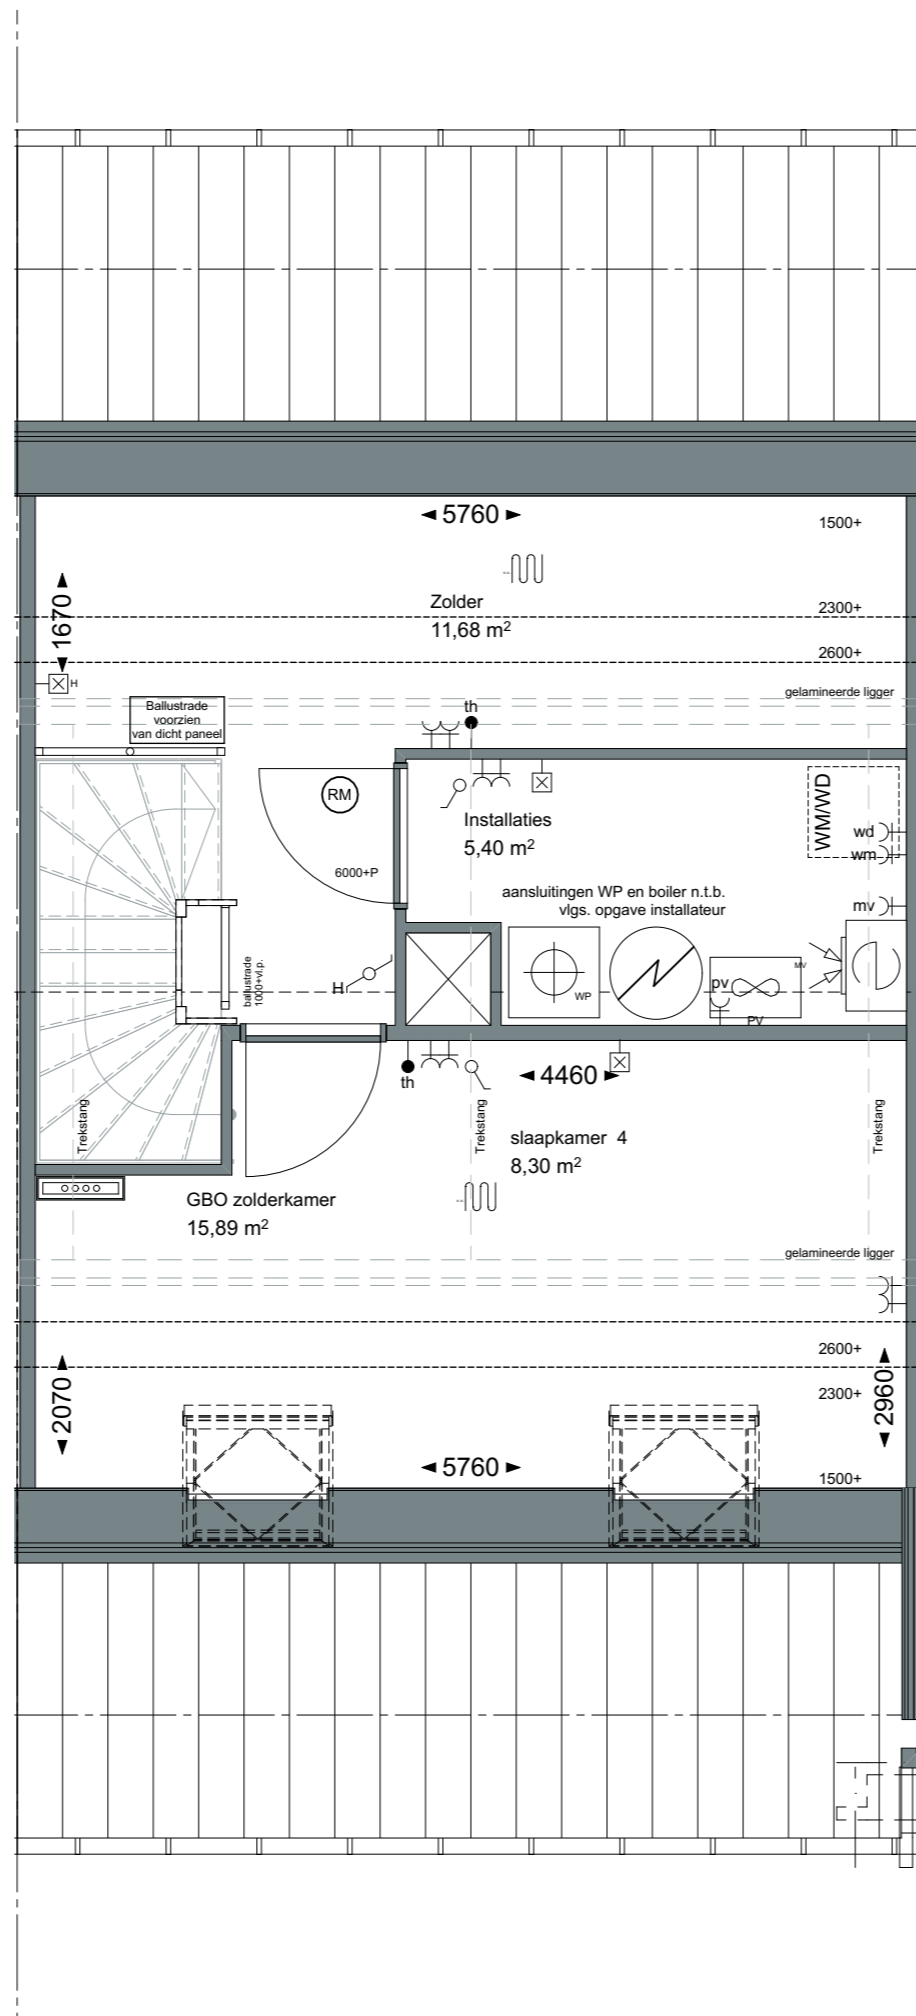 5760
1500+
1670
Zolder
11,68 m²
2300+
2600+
H
gelamineerde ligger
Ballustrade
voorzien
van dicht paneel
th
RM
WM/WD
Installaties
5,40 m²
wd
wm
6000+P
aansluitingen WP en boiler n.t.b.
vlgs. opgave installateur
mv
ballustrade
1000+vl.p.
H
WP
pv
MV
PV
th
4460
Trekstang
Trekstang
Trekstang
slaapkamer 4
8,30 m²
GBO zolderkamer
15,89 m²
gelamineerde ligger
2600+
2070
2960
2300+
5760
1500+